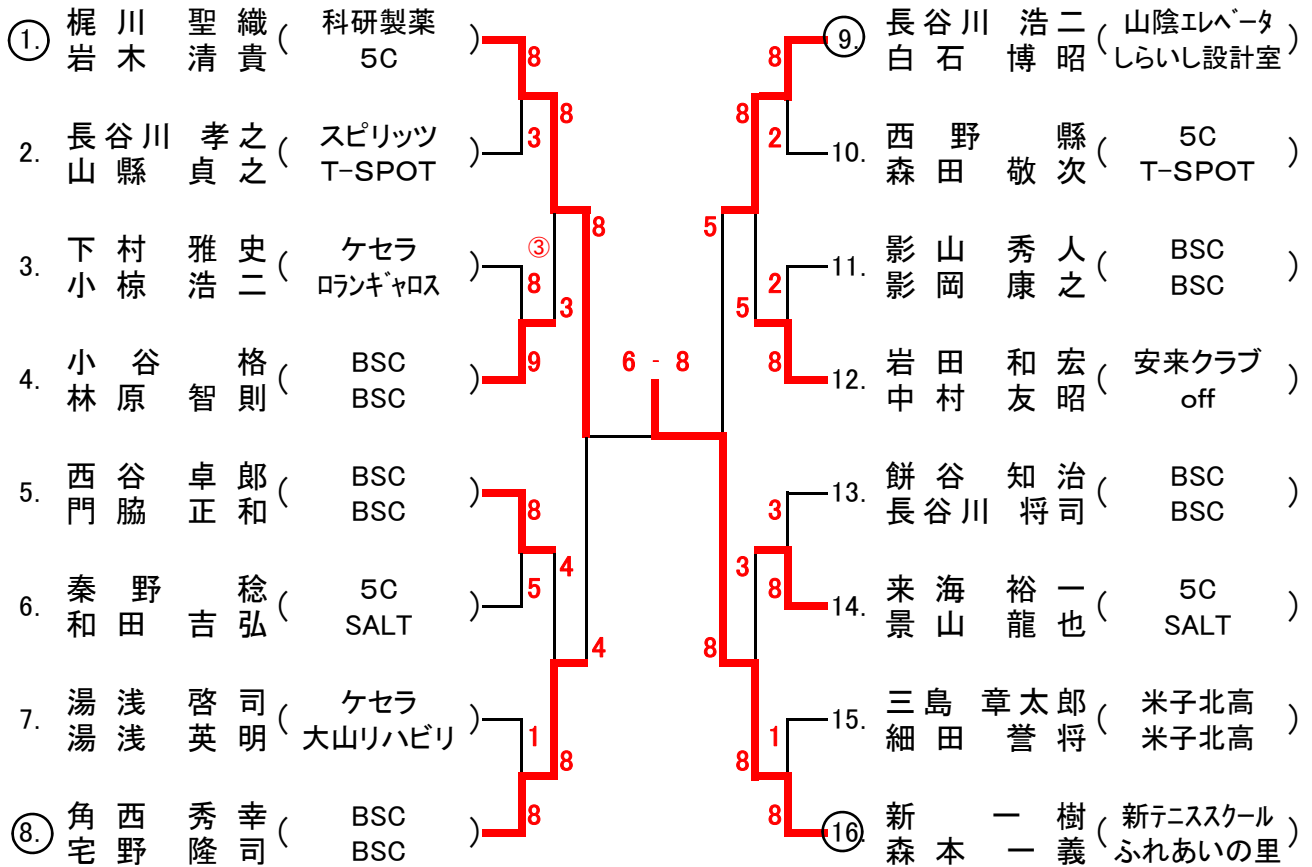 1. 梶川 聖織 ( 科研製薬 )
岩木 清貴 5C
8
8
2. 長谷川 孝之 ( スピリッツ )
山縣 貞之 T-SPOT
3
8
3. 下村 雅史 ( ケセラ )
小椋 浩二 ロランギャロス
③
8
3
4. 小谷 格 ( BSC )
林原 智則 BSC
9
5. 西谷 卓郎 ( BSC )
門脇 正和 BSC
8
4
6. 秦野 稔 ( 5C )
和田 吉弘 SALT
5
4
7. 湯浅 啓司 ( ケセラ )
湯浅 英明 大山リハビリ
1
8
8. 角西 秀幸 ( BSC )
宅野 隆司 BSC
8
6 - 8
9. 長谷川 浩二 ( 山陰エレベータ )
白石 博昭 しらいし設計室
8
8
10. 西野 縣 ( 5C )
森田 敬次 T-SPOT
2
5
11. 影山 秀人 ( BSC )
影岡 康之 BSC
2
5
12. 岩田 和宏 ( 安来クラブ )
中村 友昭 off
8
13. 餅谷 知治 ( BSC )
長谷川 将司 BSC
3
3
14. 来海 裕一 ( 5C )
景山 龍也 SALT
8
8
15. 三島 章太郎 ( 米子北高 )
細田 誉将 米子北高
1
8
16. 新 一樹 ( 新テニススクール )
森本 一義 ふれあいの里
8